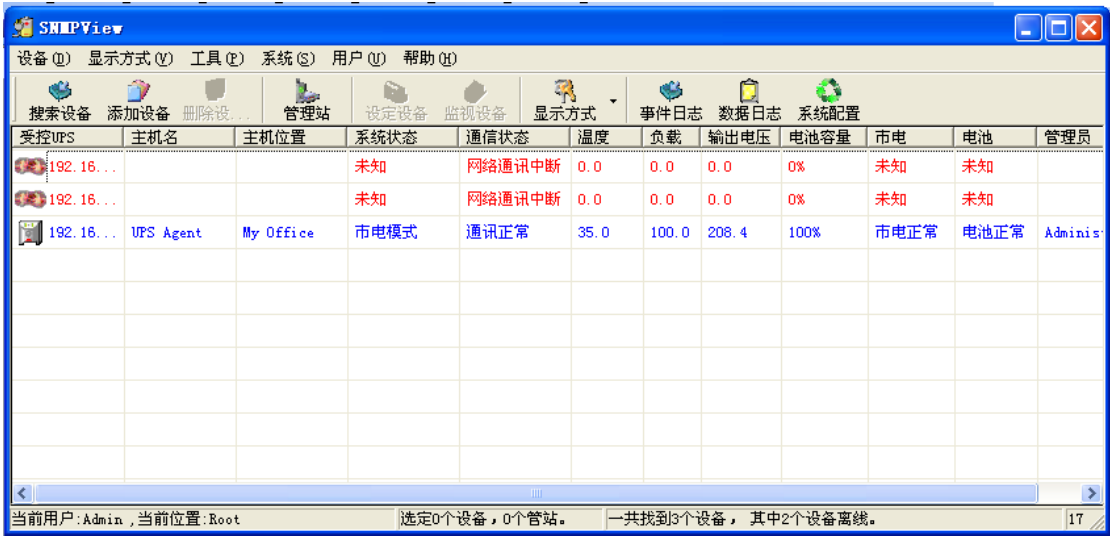 SNMPView
设备(D) 显示方式(V) 工具(P) 系统(S) 用户(U) 帮助(H)
搜索设备 添加设备 删除设... 管理站 设定设备 监视设备 显示方式 事件日志 数据日志 系统配置
受控UPS 主机名 主机位置 系统状态 通信状态 温度 负载 输出电压 电池容量 市电 电池 管理员
192.16... 未知 网络通讯中断 0.0 0.0 0.0 0% 未知 未知
192.16... 未知 网络通讯中断 0.0 0.0 0.0 0% 未知 未知
192.16... UPS Agent My Office 市电模式 通讯正常 35.0 100.0 208.4 100% 市电正常 电池正常 Adminis
当前用户:Admin ,当前位置:Root 选定0个设备,0个管站。 一共找到3个设备, 其中2个设备离线。 17